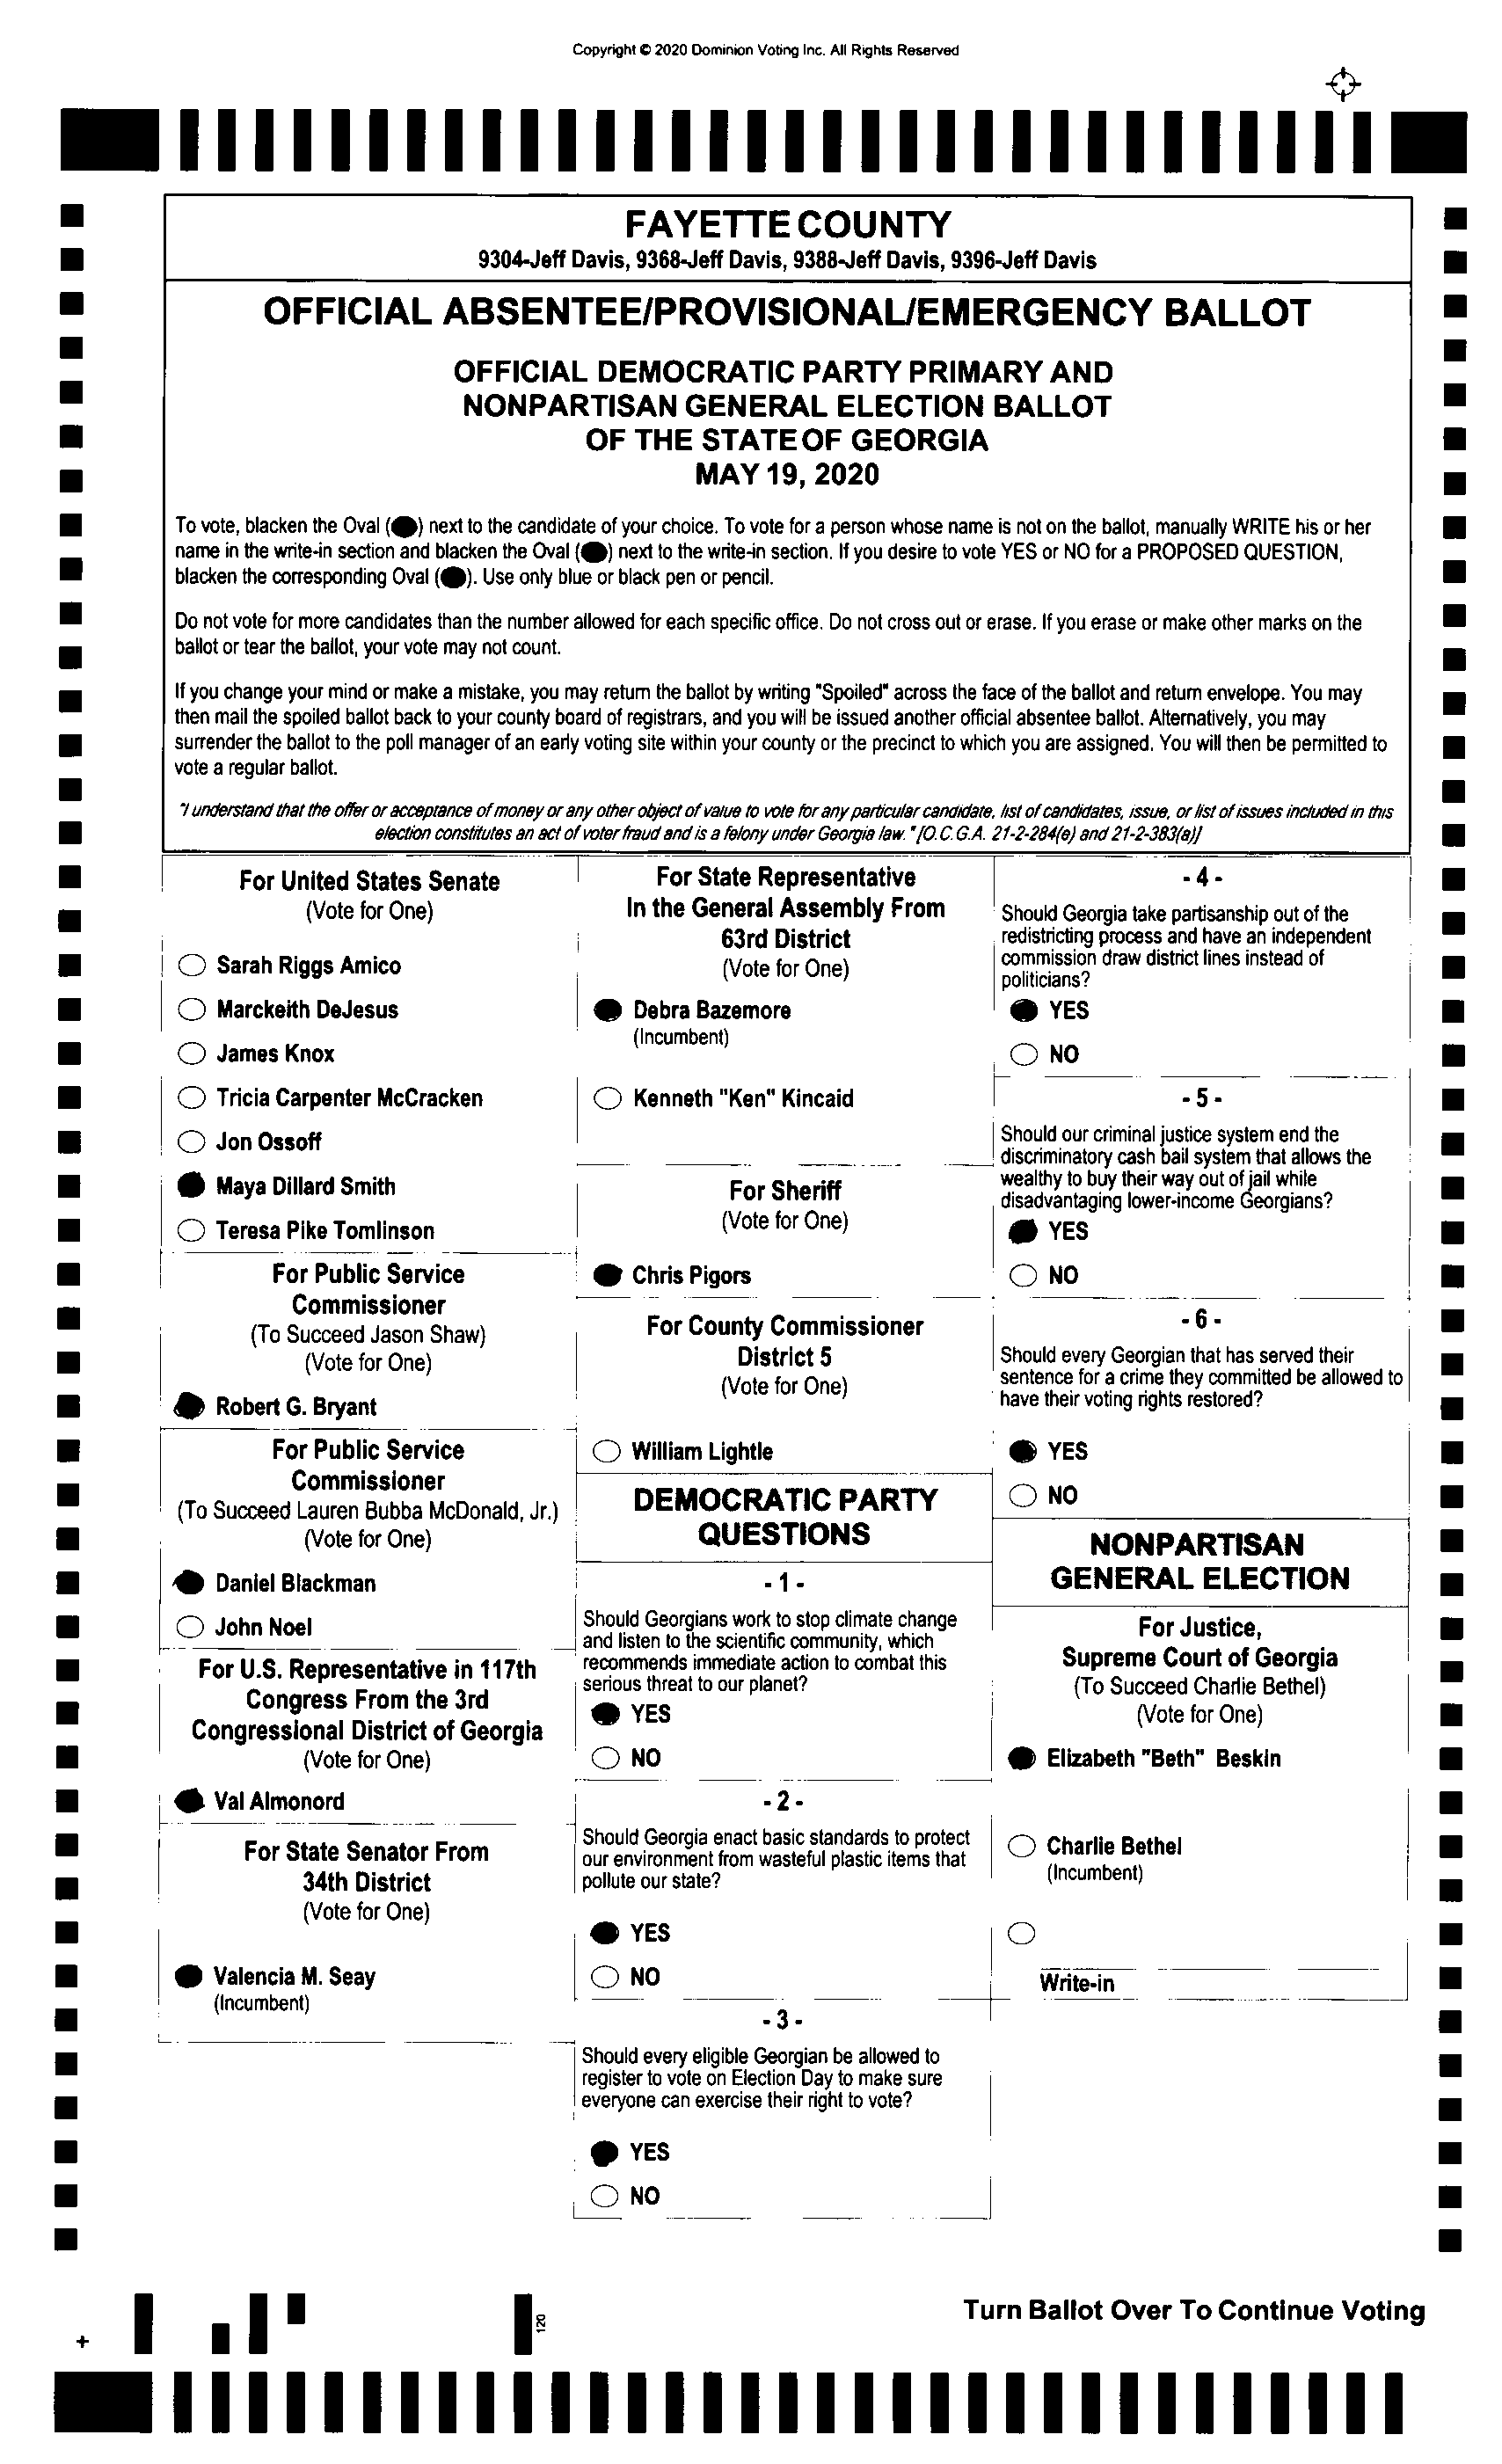 Copyright © 2020 Dominion Voting Inc. All Rights Reserved
FAYETTE COUNTY
9304-Jeff Davis, 9368-Jeff Davis, 9388-Jeff Davis, 9396-Jeff Davis
OFFICIAL ABSENTEE/PROVISIONAL/EMERGENCY BALLOT
OFFICIAL DEMOCRATIC PARTY PRIMARY AND
NONPARTISAN GENERAL ELECTION BALLOT
OF THE STATE OF GEORGIA
MAY 19, 2020
To vote, blacken the Oval (●) next to the candidate of your choice. To vote for a person whose name is not on the ballot, manually WRITE his or her
name in the write-in section and blacken the Oval (●) next to the write-in section. If you desire to vote YES or NO for a PROPOSED QUESTION,
blacken the corresponding Oval (●). Use only blue or black pen or pencil.
Do not vote for more candidates than the number allowed for each specific office. Do not cross out or erase. If you erase or make other marks on the
ballot or tear the ballot, your vote may not count.
If you change your mind or make a mistake, you may return the ballot by writing "Spoiled" across the face of the ballot and return envelope. You may
then mail the spoiled ballot back to your county board of registrars, and you will be issued another official absentee ballot. Alternatively, you may
surrender the ballot to the poll manager of an early voting site within your county or the precinct to which you are assigned. You will then be permitted to
vote a regular ballot.
"I understand that the offer or acceptance of money or any other object of value to vote for any particular candidate, list of candidates, issue, or list of issues included in this
election constitutes an act of voter fraud and is a felony under Georgia law." [O.C.G.A. 21-2-284(e) and 21-2-383(a)]
For United States Senate
(Vote for One)
Sarah Riggs Amico
Marckeith DeJesus
James Knox
Tricia Carpenter McCracken
Jon Ossoff
Maya Dillard Smith
Teresa Pike Tomlinson
For Public Service
Commissioner
(To Succeed Jason Shaw)
(Vote for One)
Robert G. Bryant
For Public Service
Commissioner
(To Succeed Lauren Bubba McDonald, Jr.)
(Vote for One)
Daniel Blackman
John Noel
For U.S. Representative in 117th
Congress From the 3rd
Congressional District of Georgia
(Vote for One)
Val Almonord
For State Senator From
34th District
(Vote for One)
Valencia M. Seay
(Incumbent)
For State Representative
In the General Assembly From
63rd District
(Vote for One)
Debra Bazemore
(Incumbent)
Kenneth "Ken" Kincaid
For Sheriff
(Vote for One)
Chris Pigors
For County Commissioner
District 5
(Vote for One)
William Lightle
DEMOCRATIC PARTY
QUESTIONS
- 1 -
Should Georgians work to stop climate change
and listen to the scientific community, which
recommends immediate action to combat this
serious threat to our planet?
YES
NO
- 2 -
Should Georgia enact basic standards to protect
our environment from wasteful plastic items that
pollute our state?
YES
NO
- 3 -
Should every eligible Georgian be allowed to
register to vote on Election Day to make sure
everyone can exercise their right to vote?
YES
NO
- 4 -
Should Georgia take partisanship out of the
redistricting process and have an independent
commission draw district lines instead of
politicians?
YES
NO
- 5 -
Should our criminal justice system end the
discriminatory cash bail system that allows the
wealthy to buy their way out of jail while
disadvantaging lower-income Georgians?
YES
NO
- 6 -
Should every Georgian that has served their
sentence for a crime they committed be allowed to
have their voting rights restored?
YES
NO
NONPARTISAN
GENERAL ELECTION
For Justice,
Supreme Court of Georgia
(To Succeed Charlie Bethel)
(Vote for One)
Elizabeth "Beth" Beskin
Charlie Bethel
(Incumbent)
Write-in
Turn Ballot Over To Continue Voting
120
+